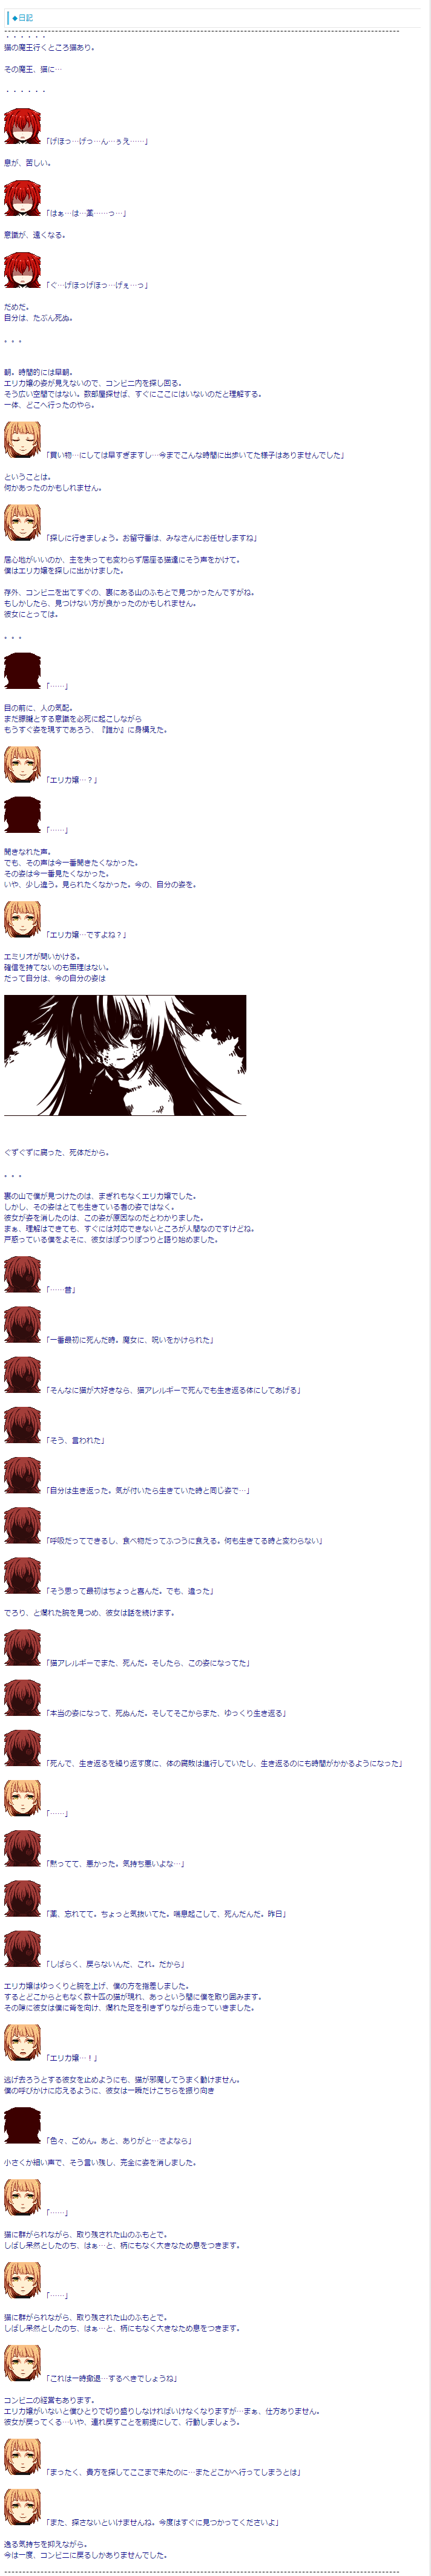 ◆日記
・・・・・・
猫の魔王行くところ猫あり。
その魔王、猫に…
・・・・・・
「げほっ…げっ…ん…ぅえ……」
息が、苦しい。
「はぁ…は…薬……っ…」
意識が、遠くなる。
「ぐ…げほっげほっ…げぇ…っ」
だめだ。
自分は、たぶん死ぬ。
。。。
朝。時間的には早朝。
エリカ嬢の姿が見えないので、コンビニ内を探し回る。
そう広い空間ではない。数部屋探せば、すぐにここにはいないのだと理解する。
一体、どこへ行ったのやら。
「買い物…にしては早すぎますし…今までこんな時間に出歩いてた様子はありませんでした」
ということは。
何かあったのかもしれません。
「探しに行きましょう。お留守番は、みなさんにお任せしますね」
居心地がいいのか、主を失っても変わらず居座る猫達にそう声をかけて。
僕はエリカ嬢を探しに出かけました。
存外、コンビニを出てすぐの、裏にある山のふもとで見つかったんですがね。
もしかしたら、見つけない方が良かったのかもしれません。
彼女にとっては。
。。。
「……」
目の前に、人の気配。
まだ朦朧とする意識を必死に起こしながら
もうすぐ姿を現すであろう、『誰か』に身構えた。
「エリカ嬢…？」
「……」
聞きなれた声。
でも、その声は今一番聞きたくなかった。
その姿は今一番見たくなかった。
いや、少し違う。見られたくなかった。今の、自分の姿を。
「エリカ嬢…ですよね？」
エミリオが問いかける。
確信を持てないのも無理はない。
だって自分は、今の自分の姿は
ぐずぐずに腐った、死体だから。
。。。
裏の山で僕が見つけたのは、まぎれもなくエリカ嬢でした。
しかし、その姿はとても生きている者の姿ではなく。
彼女が姿を消したのは、この姿が原因なのだとわかりました。
まぁ、理解はできても、すぐには対応できないところが人間なのですけどね。
戸惑っている僕をよそに、彼女はぽつりぽつりと語り始めました。
「……昔」
「一番最初に死んだ時。魔女に、呪いをかけられた」
「そんなに猫が大好きなら、猫アレルギーで死んでも生き返る体にしてあげる」
「そう、言われた」
「自分は生き返った。気が付いたら生きていた時と同じ姿で…」
「呼吸だってできるし、食べ物だってふつうに食える。何も生きてる時と変わらない」
「そう思って最初はちょっと喜んだ。でも、違った」
でろり、と爛れた腕を見つめ、彼女は話を続けます。
「猫アレルギーでまた、死んだ。そしたら、この姿になってた」
「本当の姿になって、死ぬんだ。そしてそこからまた、ゆっくり生き返る」
「死んで、生き返るを繰り返す度に、体の腐敗は進行していたし、生き返るのにも時間がかかるようになった」
「……」
「黙ってて、悪かった。気持ち悪いよな…」
「薬、忘れてて。ちょっと気抜いてた。喘息起こして、死んだんだ。昨日」
「しばらく、戻らないんだ、これ。だから」
エリカ嬢はゆっくりと腕を上げ、僕の方を指差しました。
するとどこからともなく数十匹の猫が現れ、あっという間に僕を取り囲みます。
その隙に彼女は僕に背を向け、爛れた足を引きずりながら走っていきました。
「エリカ嬢…！」
逃げ去ろうとする彼女を止めようにも、猫が邪魔してうまく動けません。
僕の呼びかけに応えるように、彼女は一瞬だけこちらを振り向き
「色々、ごめん。あと、ありがと…さよなら」
小さくか細い声で、そう言い残し、完全に姿を消しました。
「……」
猫に群がられながら、取り残された山のふもとで。
しばし呆然としたのち、はぁ…と、柄にもなく大きなため息をつきます。
「……」
猫に群がられながら、取り残された山のふもとで。
しばし呆然としたのち、はぁ…と、柄にもなく大きなため息をつきます。
「これは一時撤退…するべきでしょうね」
コンビニの経営もあります。
エリカ嬢がいないと僕ひとりで切り盛りしなければいけなくなりますが…まぁ、仕方ありません。
彼女が戻ってくる…いや、連れ戻すことを前提にして、行動しましょう。
「まったく、貴方を探してここまで来たのに…またどこかへ行ってしまうとは」
「また、探さないといけませんね。今度はすぐに見つかってくださいよ」
逸る気持ちを抑えながら。
今は一度、コンビニに戻るしかありませんでした。